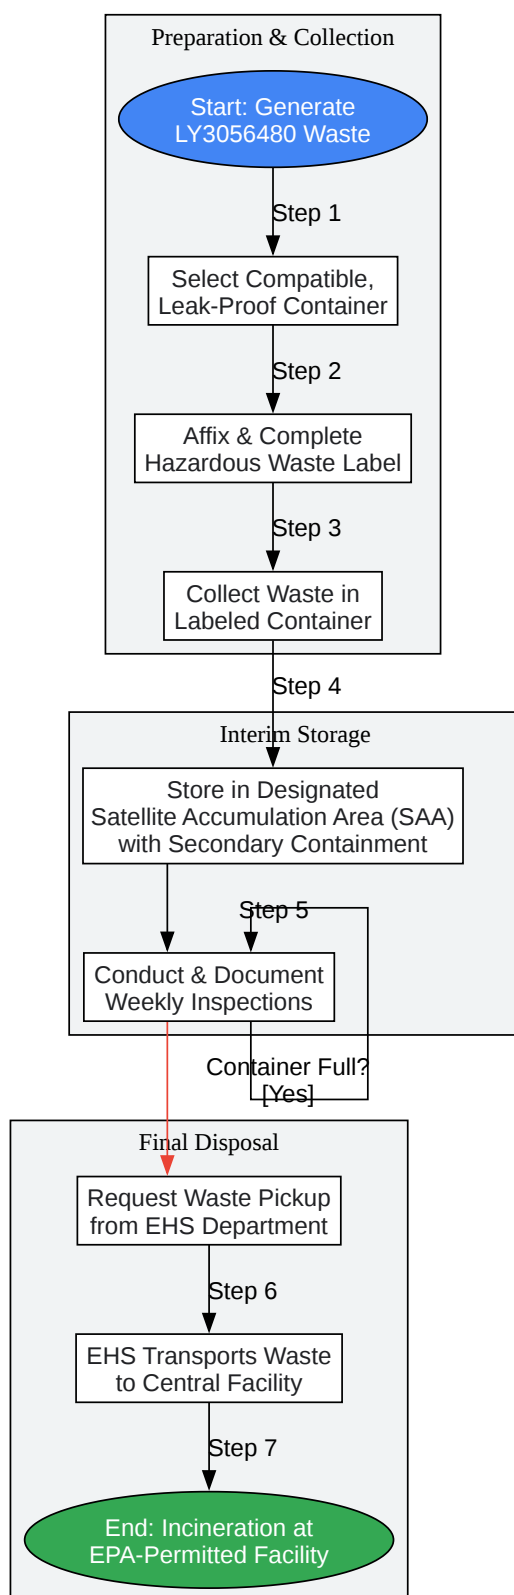 Preparation & Collection
Start: Generate
LY3056480 Waste
Step 1
Select Compatible,
Leak-Proof Container
Step 2
Affix & Complete
Hazardous Waste Label
Step 3
Collect Waste in
Labeled Container
Step 4
Interim Storage
Store in Designated
Satellite Accumulation Area (SAA)
with Secondary Containment
Step 5
Conduct & Document
Weekly Inspections
Container Full?
[Yes]
Final Disposal
Request Waste Pickup
from EHS Department
Step 6
EHS Transports Waste
to Central Facility
Step 7
End: Incineration at
EPA-Permitted Facility